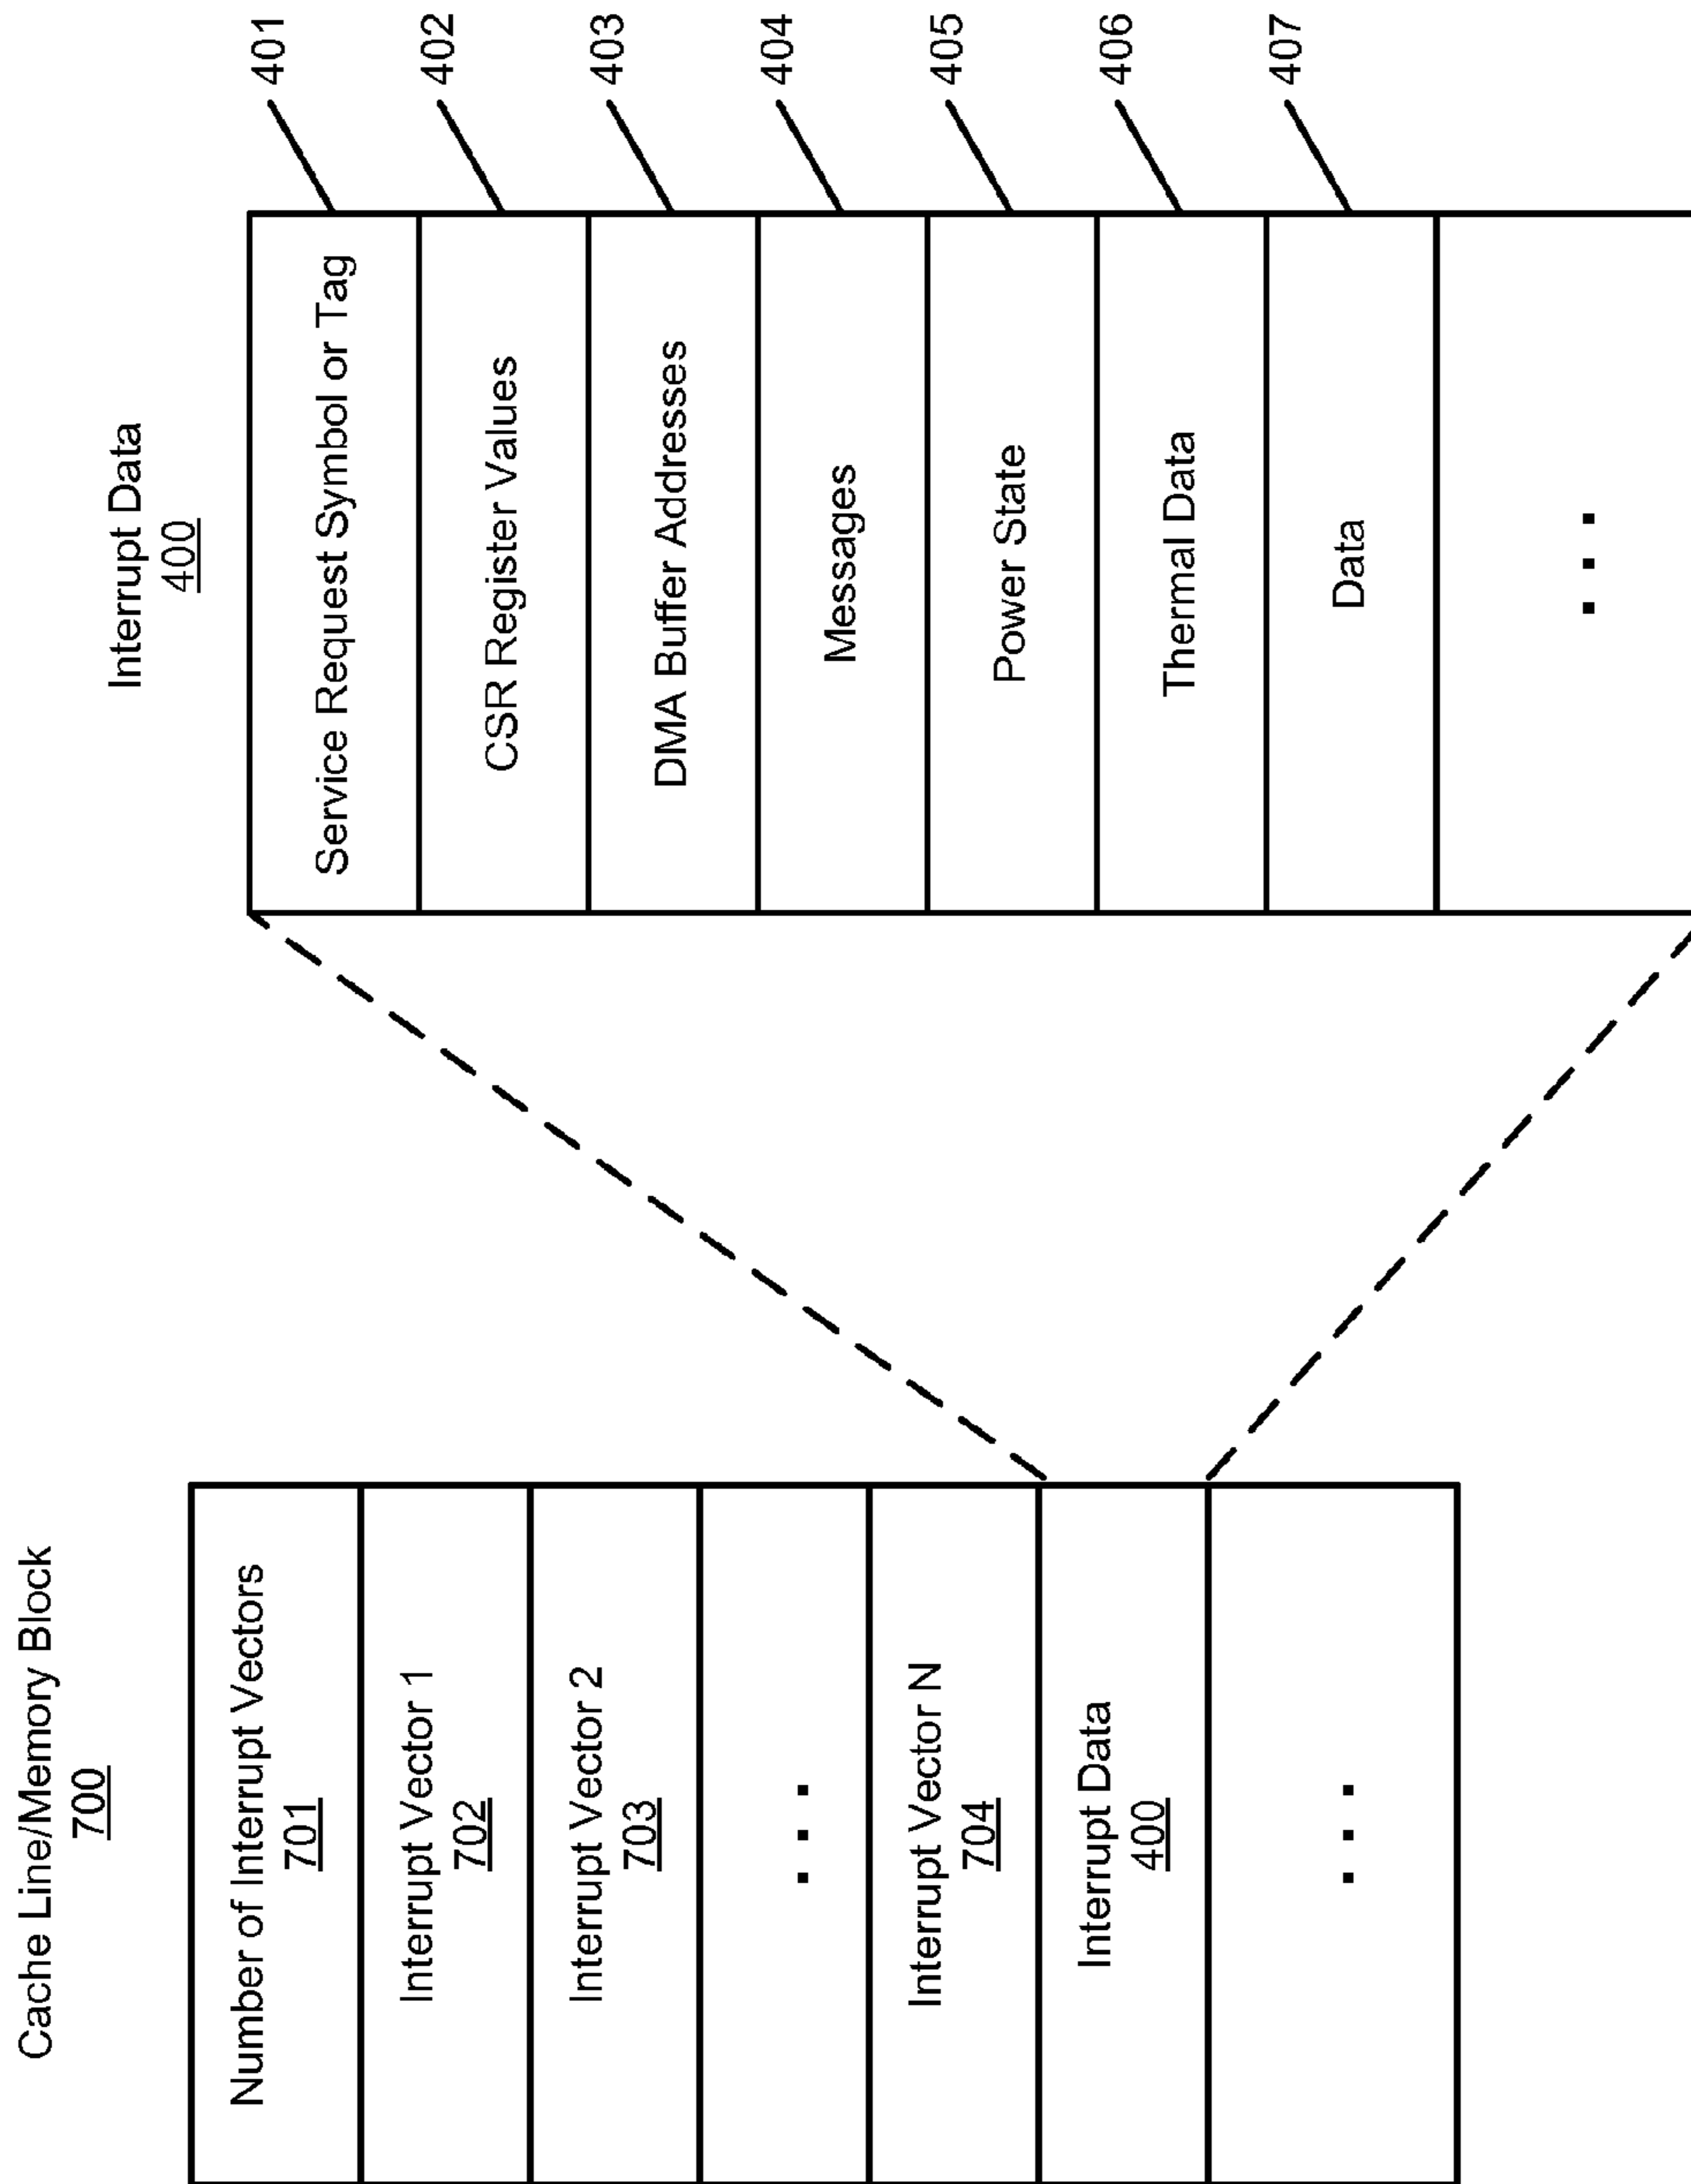 Cache Line/Memory Block
700
Number of Interrupt Vectors
701
Interrupt Vector 1
702
Interrupt Vector 2
703
...
Interrupt Vector N
704
Interrupt Data
400
...
Interrupt Data
400
Service Request Symbol or Tag
401
CSR Register Values
402
DMA Buffer Addresses
403
Messages
404
Power State
405
Thermal Data
406
Data
407
...